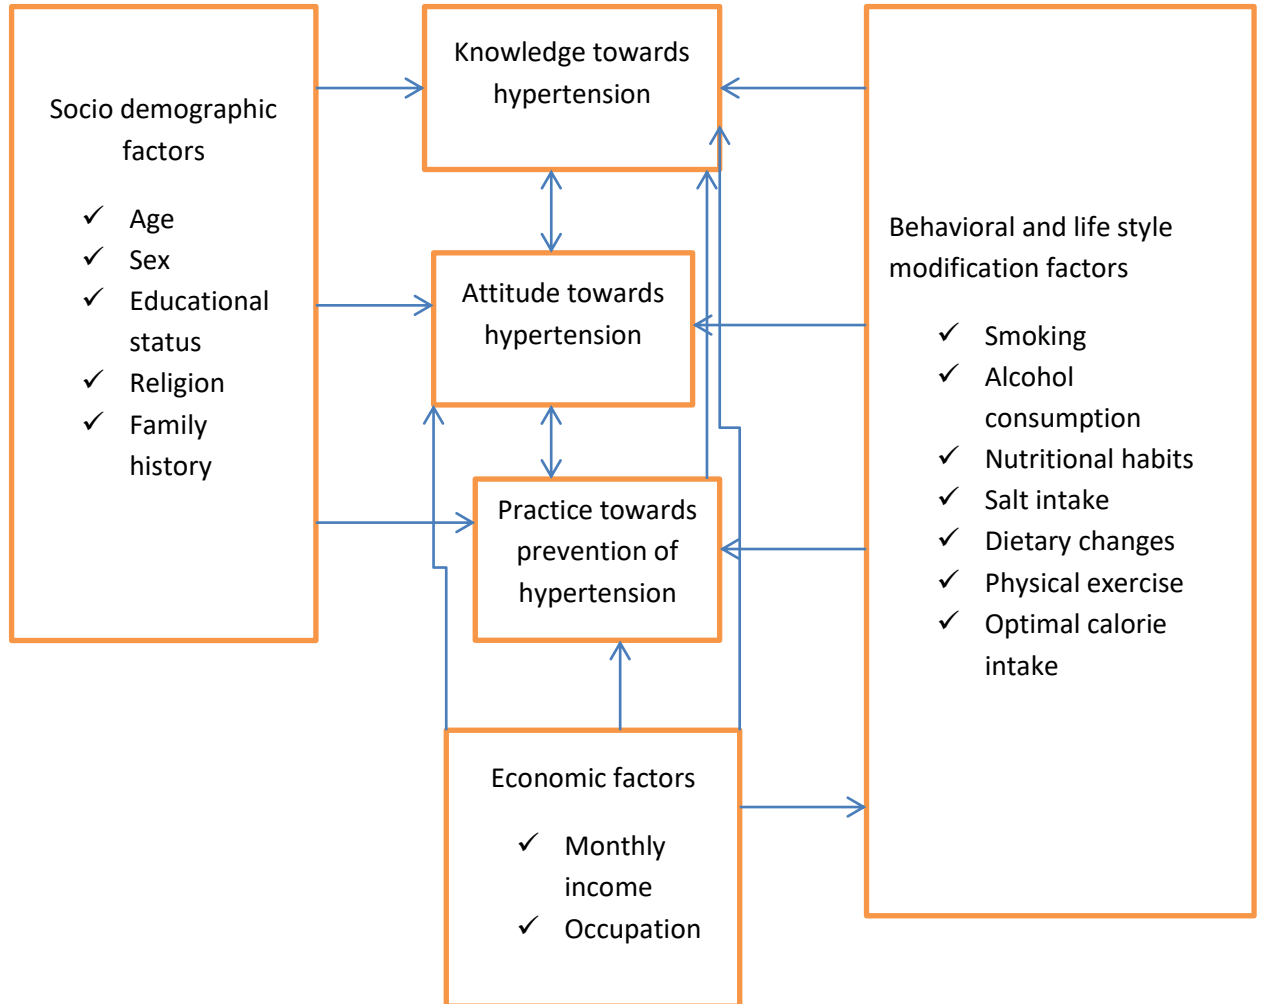 Socio demographic
factors
✓ Age
✓ Sex
✓ Educational
status
✓ Religion
✓ Family
history
Knowledge towards
hypertension
Attitude towards
hypertension
Practice towards
prevention of
hypertension
Economic factors
✓ Monthly
income
✓ Occupation
Behavioral and life style
modification factors
✓ Smoking
✓ Alcohol
consumption
✓ Nutritional habits
✓ Salt intake
✓ Dietary changes
✓ Physical exercise
✓ Optimal calorie
intake